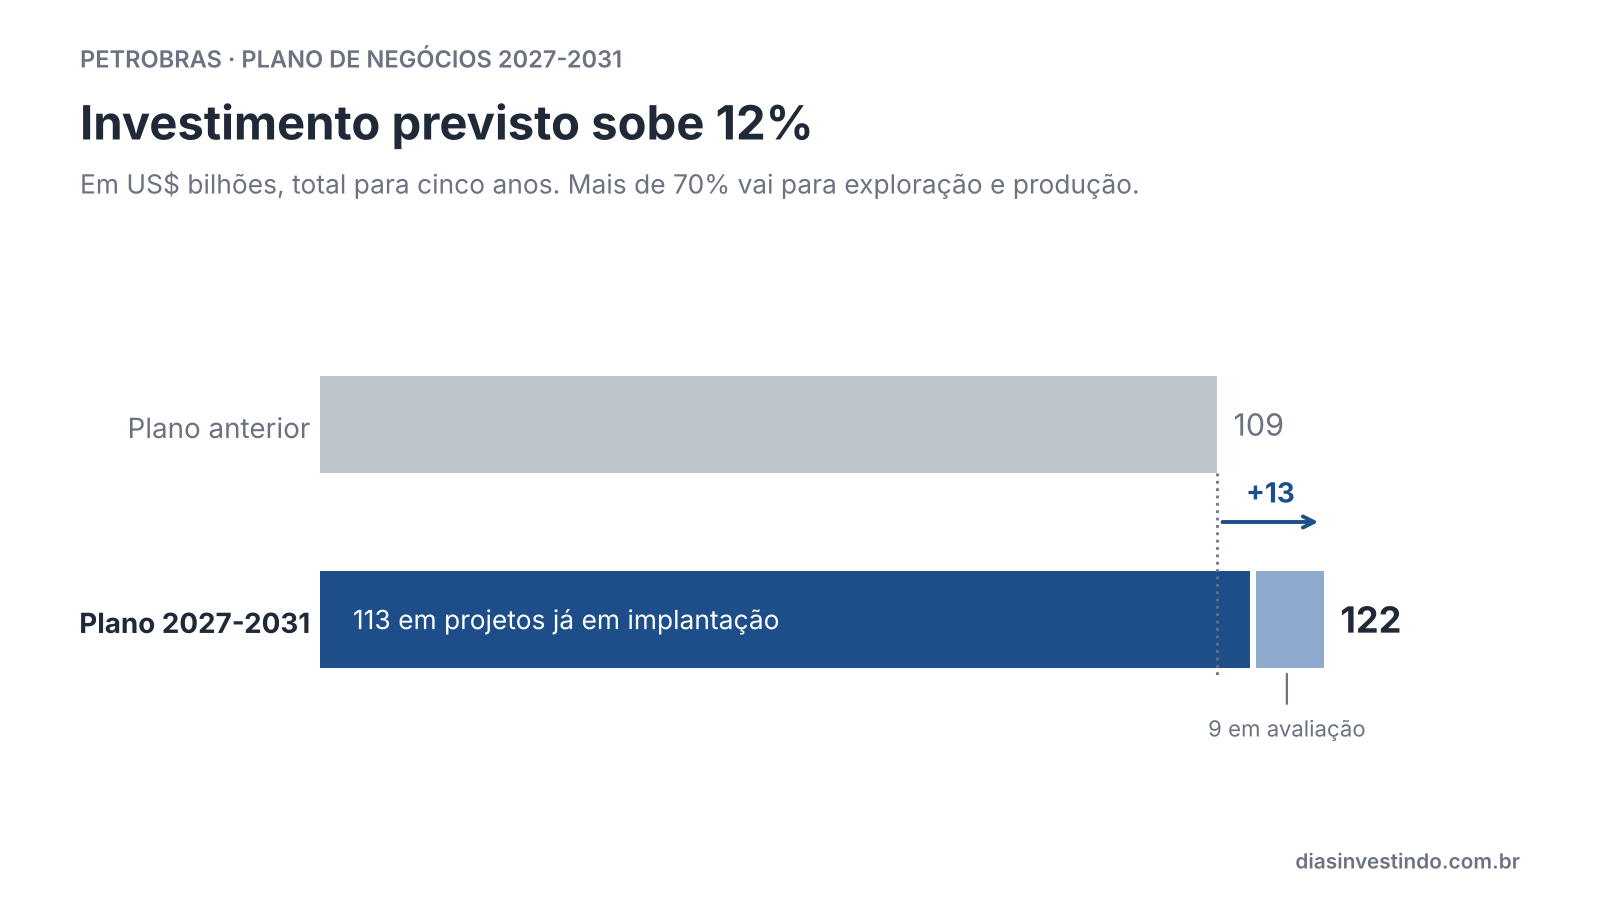 PETROBRAS · PLANO DE NEGÓCIOS 2027-2031
Investimento previsto sobe 12%
Em US$ bilhões, total para cinco anos. Mais de 70% vai para exploração e produção.
Plano anterior
109
+13
Plano 2027-2031
113 em projetos já em implantação
122
9 em avaliação
diasinvestindo.com.br